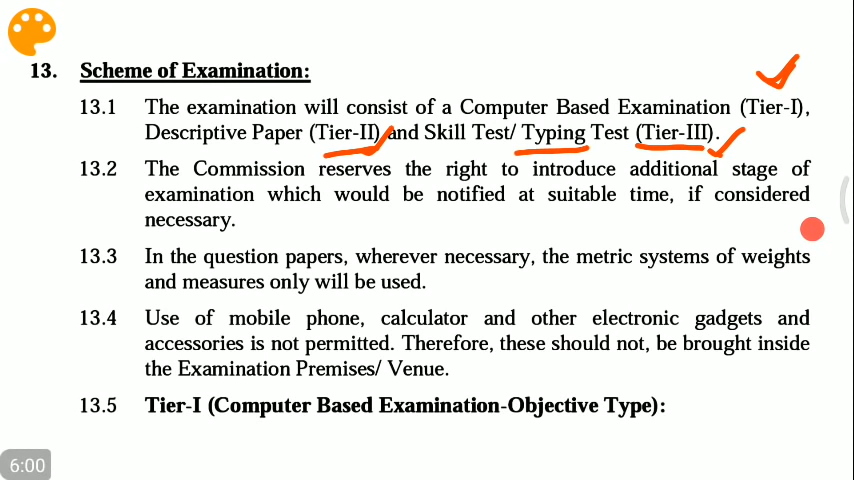 13. Scheme of Examination:
13.1 The examination will consist of a Computer Based Examination (Tier-I),
Descriptive Paper (Tier-II) and Skill Test/ Typing Test (Tier-III).
13.2 The Commission reserves the right to introduce additional stage of
examination which would be notified at suitable time, if considered
necessary.
13.3 In the question papers, wherever necessary, the metric systems of weights
and measures only will be used.
13.4 Use of mobile phone, calculator and other electronic gadgets and
accessories is not permitted. Therefore, these should not, be brought inside
the Examination Premises/ Venue.
13.5 Tier-I (Computer Based Examination-Objective Type):
6:00